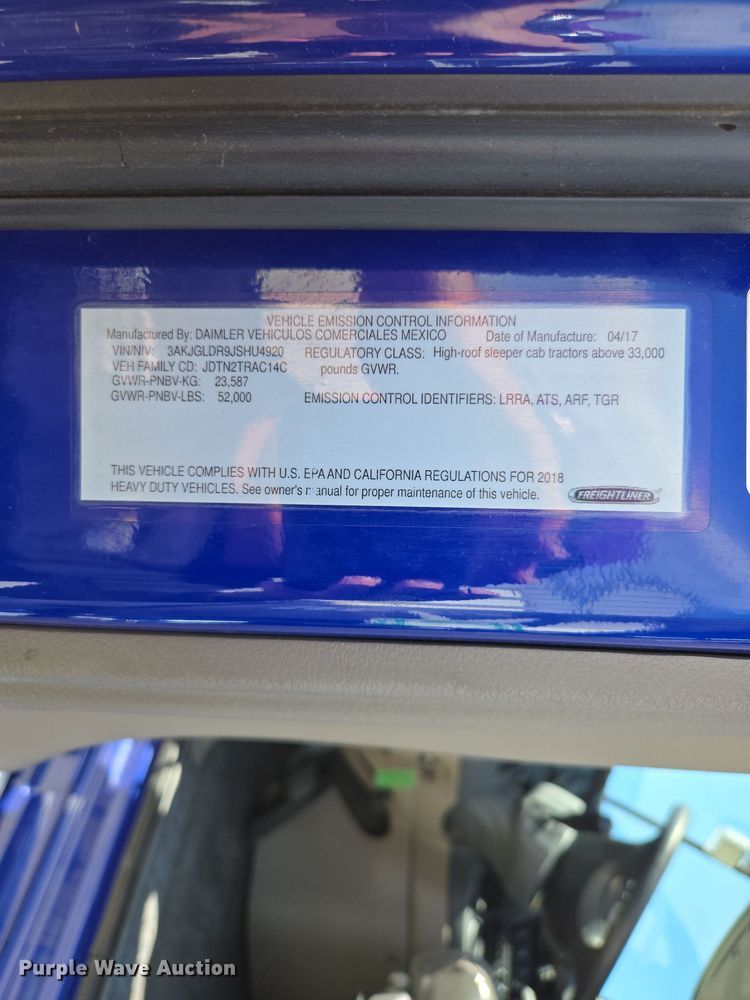 VEHICLE EMISSION CONTROL INFORMATION
Manufactured By: DAIMLER VEHICULOS COMERCIALES MEXICO Date of Manufacture: 04/17
VIN/NIV: 3AKJGLDR9JSHU4920 REGULATORY CLASS: High-roof sleeper cab tractors above 33,000
VEH FAMILY CD: JDTN2TRAC14C pounds GVWR.
GVWR-PNBV-KG: 23,587
GVWR-PNBV-LBS: 52,000 EMISSION CONTROL IDENTIFIERS: LRRA, ATS, ARF, TGR
THIS VEHICLE COMPLIES WITH U.S. EPA AND CALIFORNIA REGULATIONS FOR 2018
HEAVY DUTY VEHICLES. See owner's manual for proper maintenance of this vehicle.
FREIGHTLINER
Purple Wave Auction